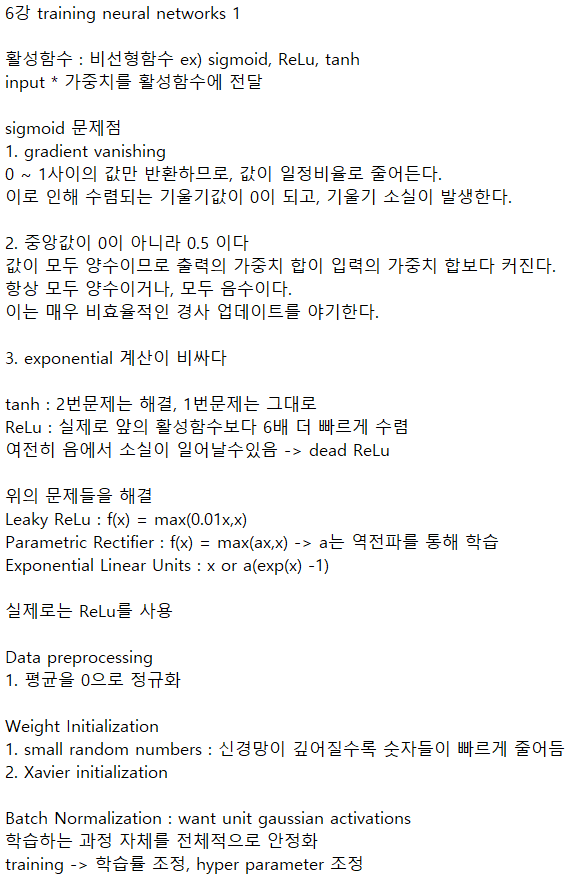 6강 training neural networks 1
활성함수 : 비선형함수 ex) sigmoid, ReLu, tanh
input * 가중치를 활성함수에 전달
sigmoid 문제점
1. gradient vanishing
0 ~ 1사이의 값만 반환하므로, 값이 일정비율로 줄어든다.
이로 인해 수렴되는 기울기값이 0이 되고, 기울기 소실이 발생한다.
2. 중앙값이 0이 아니라 0.5 이다
값이 모두 양수이므로 출력의 가중치 합이 입력의 가중치 합보다 커진다.
항상 모두 양수이거나, 모두 음수이다.
이는 매우 비효율적인 경사 업데이트를 야기한다.
3. exponential 계산이 비싸다
tanh : 2번문제는 해결, 1번문제는 그대로
ReLu : 실제로 앞의 활성함수보다 6배 더 빠르게 수렴
여전히 음에서 소실이 일어날수있음 -> dead ReLu
위의 문제들을 해결
Leaky ReLu : f(x) = max(0.01x,x)
Parametric Rectifier : f(x) = max(ax,x) -> a는 역전파를 통해 학습
Exponential Linear Units : x or a(exp(x) -1)
실제로는 ReLu를 사용
Data preprocessing
1. 평균을 0으로 정규화
Weight Initialization
1. small random numbers : 신경망이 깊어질수록 숫자들이 빠르게 줄어듬
2. Xavier initialization
Batch Normalization : want unit gaussian activations
학습하는 과정 자체를 전체적으로 안정화
training -> 학습률 조정, hyper parameter 조정